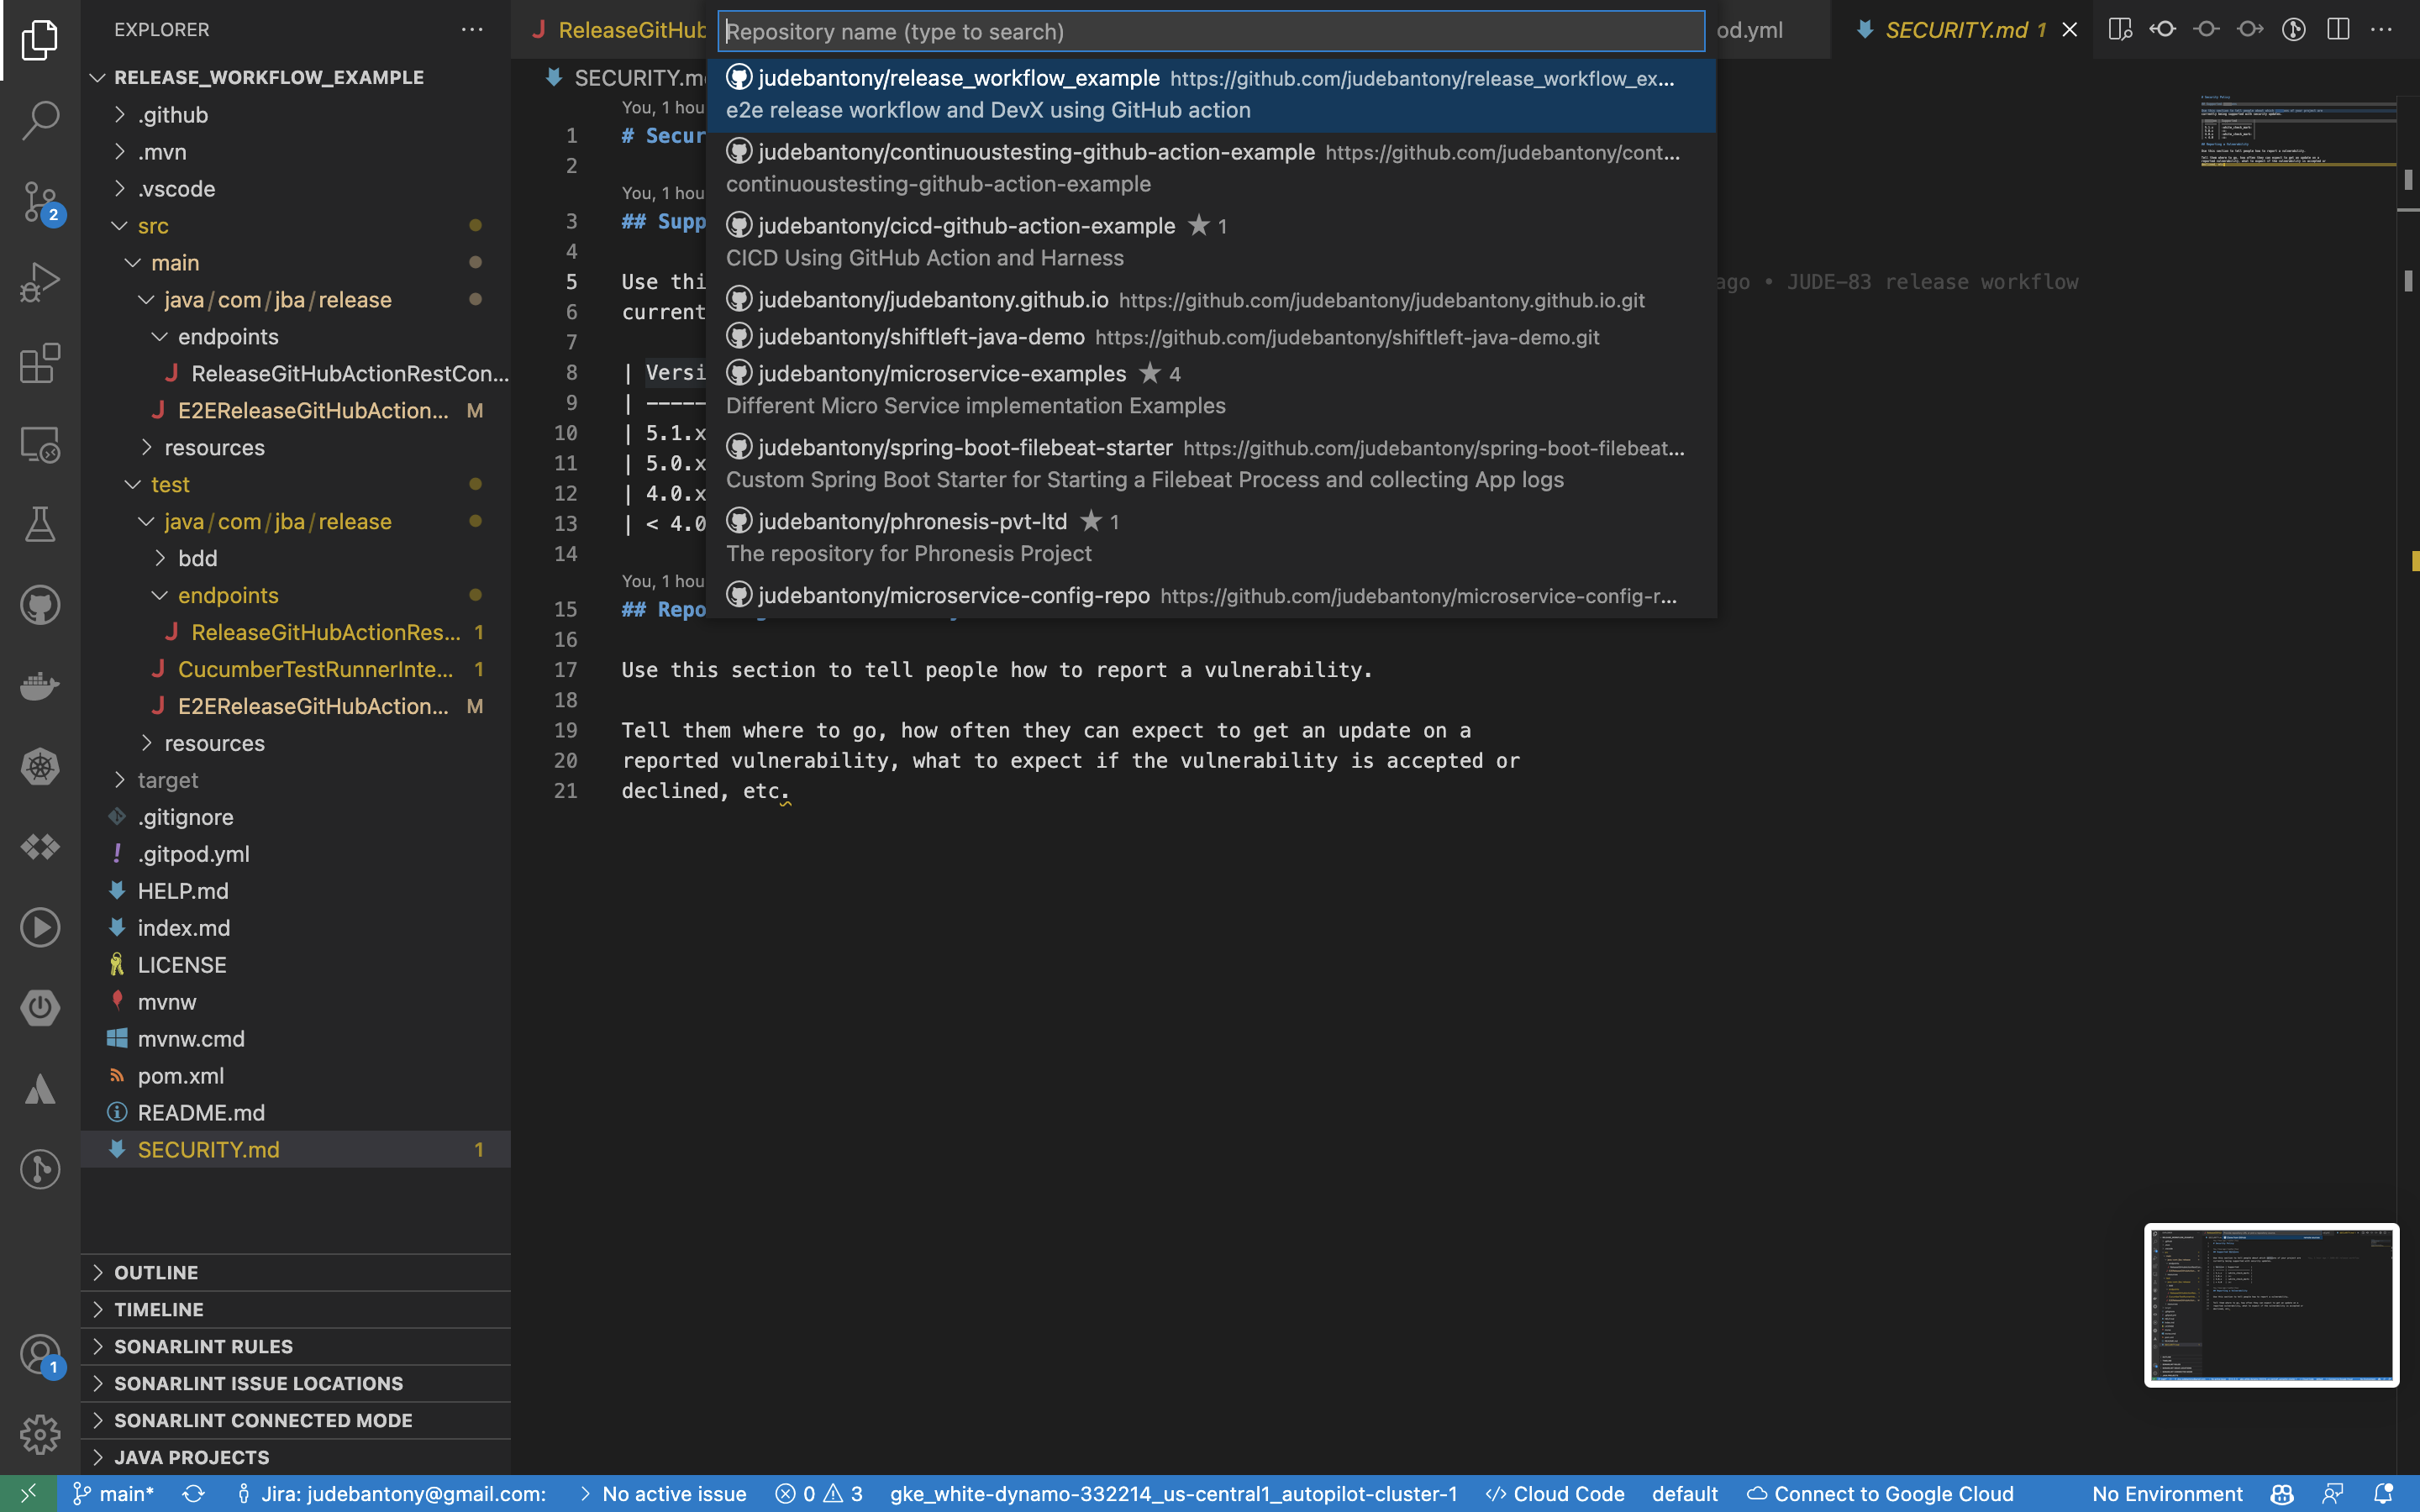 EXPLORER
RELEASE_WORKFLOW_EXAMPLE
.github
.mvn
.vscode
src
main
java/com/jba/release
endpoints
ReleaseGitHubActionRestCon...
E2EReleaseGitHubAction... M
resources
test
java/com/jba/release
bdd
endpoints
ReleaseGitHubActionRes... 1
CucumberTestRunnerInte... 1
E2EReleaseGitHubAction... M
resources
target
.gitignore
.gitpod.yml
HELP.md
index.md
LICENSE
mvnw
mvnw.cmd
pom.xml
README.md
SECURITY.md 1
OUTLINE
TIMELINE
SONARLINT RULES
SONARLINT ISSUE LOCATIONS
SONARLINT CONNECTED MODE
JAVA PROJECTS
2
1
ReleaseGitHub
od.yml
SECURITY.md 1
Repository name (type to search)
judebantony/release_workflow_example https://github.com/judebantony/release_workflow_ex...
e2e release workflow and DevX using GitHub action
judebantony/continuoustesting-github-action-example https://github.com/judebantony/cont...
continuoustesting-github-action-example
judebantony/cicd-github-action-example ★ 1
CICD Using GitHub Action and Harness
judebantony/judebantony.github.io https://github.com/judebantony/judebantony.github.io.git
judebantony/shiftleft-java-demo https://github.com/judebantony/shiftleft-java-demo.git
judebantony/microservice-examples ★ 4
Different Micro Service implementation Examples
judebantony/spring-boot-filebeat-starter https://github.com/judebantony/spring-boot-filebeat...
Custom Spring Boot Starter for Starting a Filebeat Process and collecting App logs
judebantony/phronesis-pvt-ltd ★ 1
The repository for Phronesis Project
judebantony/microservice-config-repo https://github.com/judebantony/microservice-config-r...
SECURITY.m
You, 1 hou
1 # Secur
2
You, 1 hou
3 ## Supp
4
5 Use thi ago • JUDE-83 release workflow
6 current
7
8 | Versi
9 | -----
10 | 5.1.x
11 | 5.0.x
12 | 4.0.x
13 | < 4.0
14
You, 1 hou
15 ## Repo
16
17 Use this section to tell people how to report a vulnerability.
18
19 Tell them where to go, how often they can expect to get an update on a
20 reported vulnerability, what to expect if the vulnerability is accepted or
21 declined, etc.
main* Jira: judebantony@gmail.com: No active issue 0 3 gke_white-dynamo-332214_us-central1_autopilot-cluster-1 Cloud Code default Connect to Google Cloud No Environment